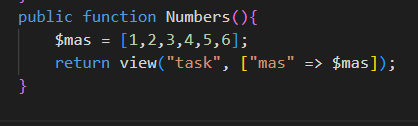 public function Numbers(){
$mas = [1,2,3,4,5,6];
return view("task", ["mas" => $mas]);
}